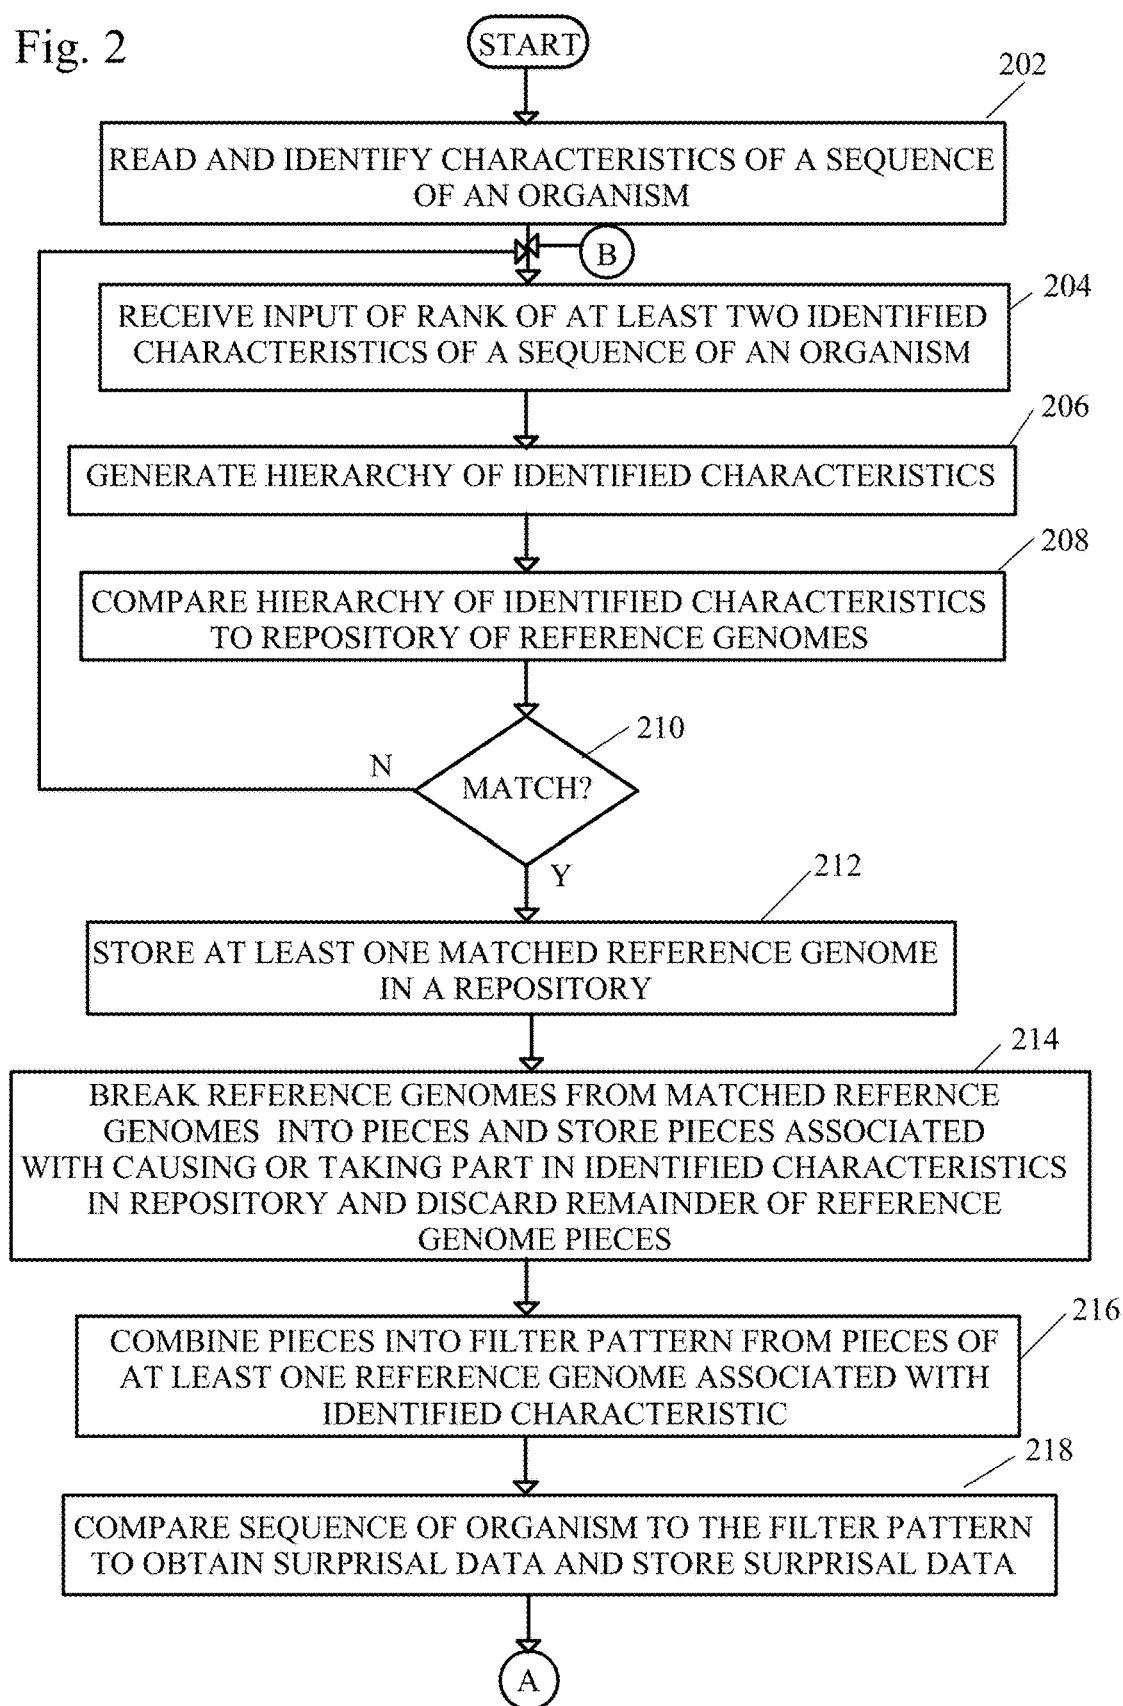 Fig. 2
START
202
READ AND IDENTIFY CHARACTERISTICS OF A SEQUENCE
OF AN ORGANISM
B
204
RECEIVE INPUT OF RANK OF AT LEAST TWO IDENTIFIED
CHARACTERISTICS OF A SEQUENCE OF AN ORGANISM
206
GENERATE HIERARCHY OF IDENTIFIED CHARACTERISTICS
208
COMPARE HIERARCHY OF IDENTIFIED CHARACTERISTICS
TO REPOSITORY OF REFERENCE GENOMES
210
N
MATCH?
Y
212
STORE AT LEAST ONE MATCHED REFERENCE GENOME
IN A REPOSITORY
214
BREAK REFERENCE GENOMES FROM MATCHED REFERNCE
GENOMES INTO PIECES AND STORE PIECES ASSOCIATED
WITH CAUSING OR TAKING PART IN IDENTIFIED CHARACTERISTICS
IN REPOSITORY AND DISCARD REMAINDER OF REFERENCE
GENOME PIECES
216
COMBINE PIECES INTO FILTER PATTERN FROM PIECES OF
AT LEAST ONE REFERENCE GENOME ASSOCIATED WITH
IDENTIFIED CHARACTERISTIC
218
COMPARE SEQUENCE OF ORGANISM TO THE FILTER PATTERN
TO OBTAIN SURPRISAL DATA AND STORE SURPRISAL DATA
A